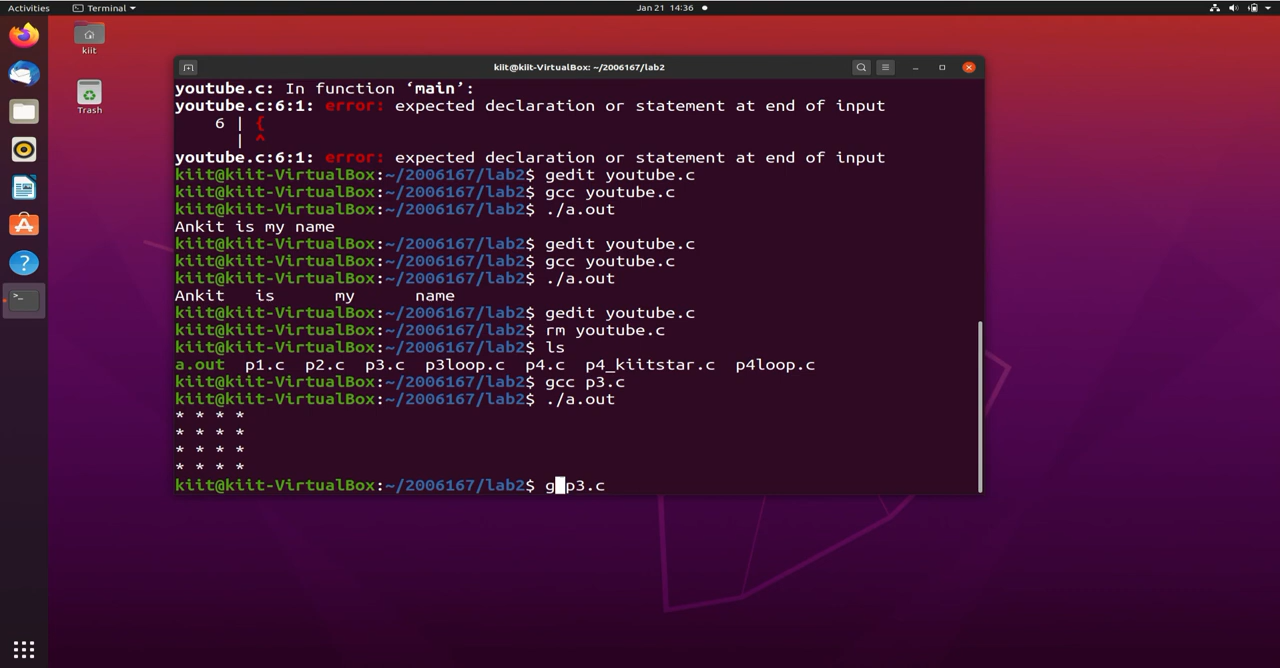 Activities
Terminal
Jan 21 14:36
kiit
Trash
kiit@kiit-VirtualBox: ~/2006167/lab2
youtube.c: In function ‘main’:
youtube.c:6:1: error: expected declaration or statement at end of input
6 | {
| ^
youtube.c:6:1: error: expected declaration or statement at end of input
kiit@kiit-VirtualBox:~/2006167/lab2$ gedit youtube.c
kiit@kiit-VirtualBox:~/2006167/lab2$ gcc youtube.c
kiit@kiit-VirtualBox:~/2006167/lab2$ ./a.out
Ankit is my name
kiit@kiit-VirtualBox:~/2006167/lab2$ gedit youtube.c
kiit@kiit-VirtualBox:~/2006167/lab2$ gcc youtube.c
kiit@kiit-VirtualBox:~/2006167/lab2$ ./a.out
Ankit is my name
kiit@kiit-VirtualBox:~/2006167/lab2$ gedit youtube.c
kiit@kiit-VirtualBox:~/2006167/lab2$ rm youtube.c
kiit@kiit-VirtualBox:~/2006167/lab2$ ls
a.out p1.c p2.c p3.c p3loop.c p4.c p4_kiitstar.c p4loop.c
kiit@kiit-VirtualBox:~/2006167/lab2$ gcc p3.c
kiit@kiit-VirtualBox:~/2006167/lab2$ ./a.out
* * * *
* * * *
* * * *
* * * *
kiit@kiit-VirtualBox:~/2006167/lab2$ g p3.c